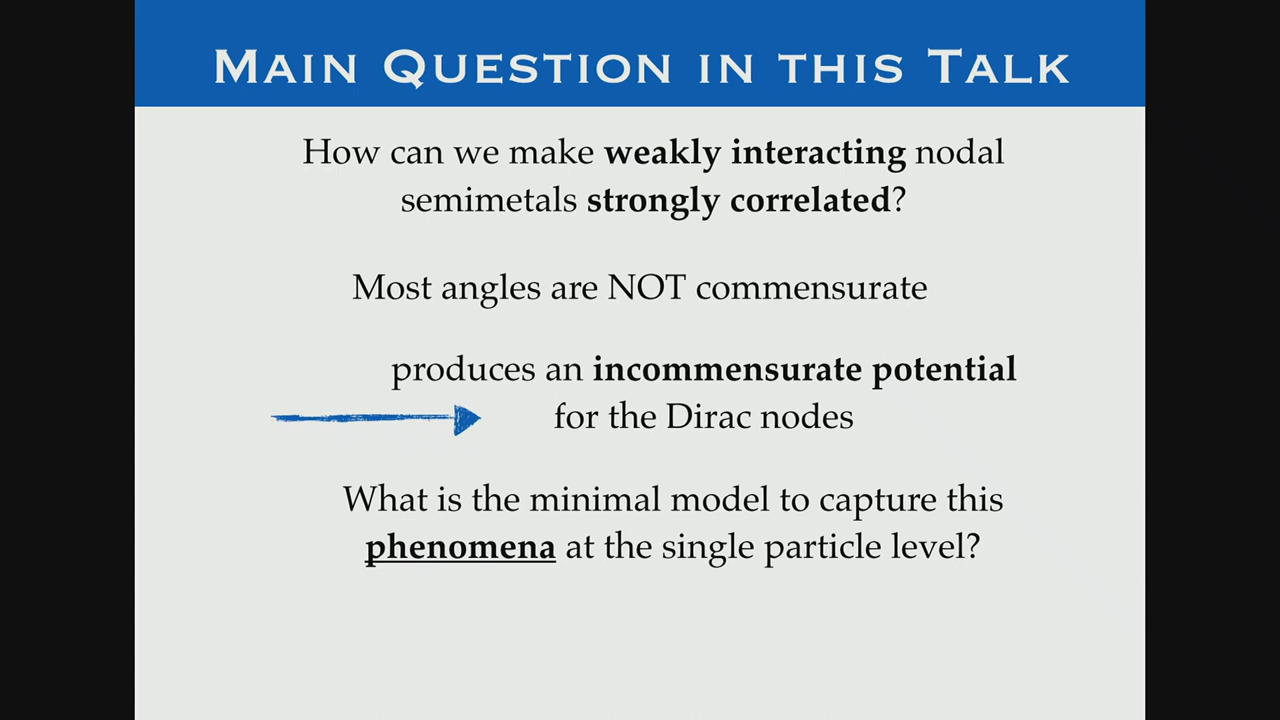 MAIN QUESTION IN THIS TALK
How can we make weakly interacting nodal
semimetals strongly correlated?
Most angles are NOT commensurate
produces an incommensurate potential
for the Dirac nodes
What is the minimal model to capture this
phenomena at the single particle level?